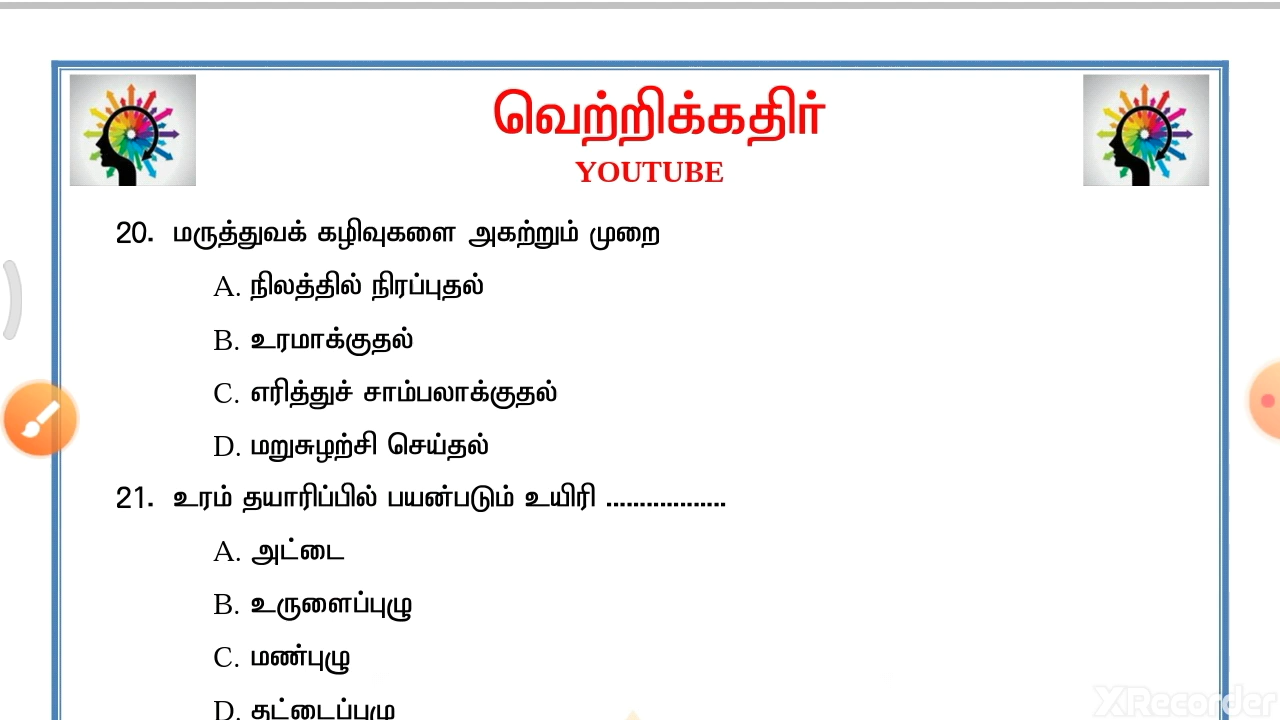 வெற்றிக்கதிர்
YOUTUBE
20. மருத்துவக் கழிவுகளை அகற்றும் முறை
A. நிலத்தில் நிரப்புதல்
B. உரமாக்குதல்
C. எரித்துச் சாம்பலாக்குதல்
D. மறுசுழற்சி செய்தல்
21. உரம் தயாரிப்பில் பயன்படும் உயிரி ..................
A. அட்டை
B. உருளைப்புழு
C. மண்புழு
D. தட்டைப்புழு
XRecorder